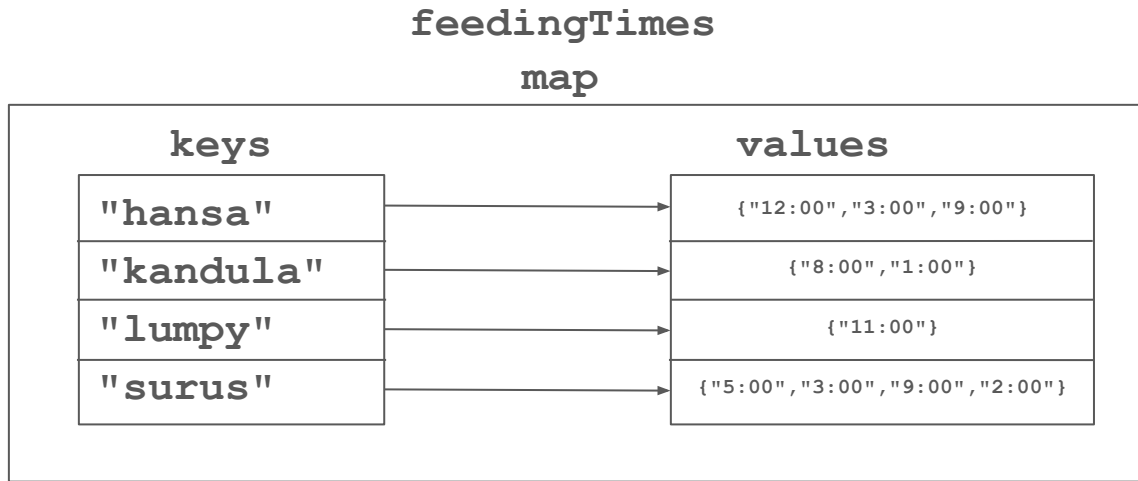 feedingTimes
map
keys values
"hansa" {"12:00","3:00","9:00"}
"kandula" {"8:00","1:00"}
"lumpy" {"11:00"}
"surus" {"5:00","3:00","9:00","2:00"}